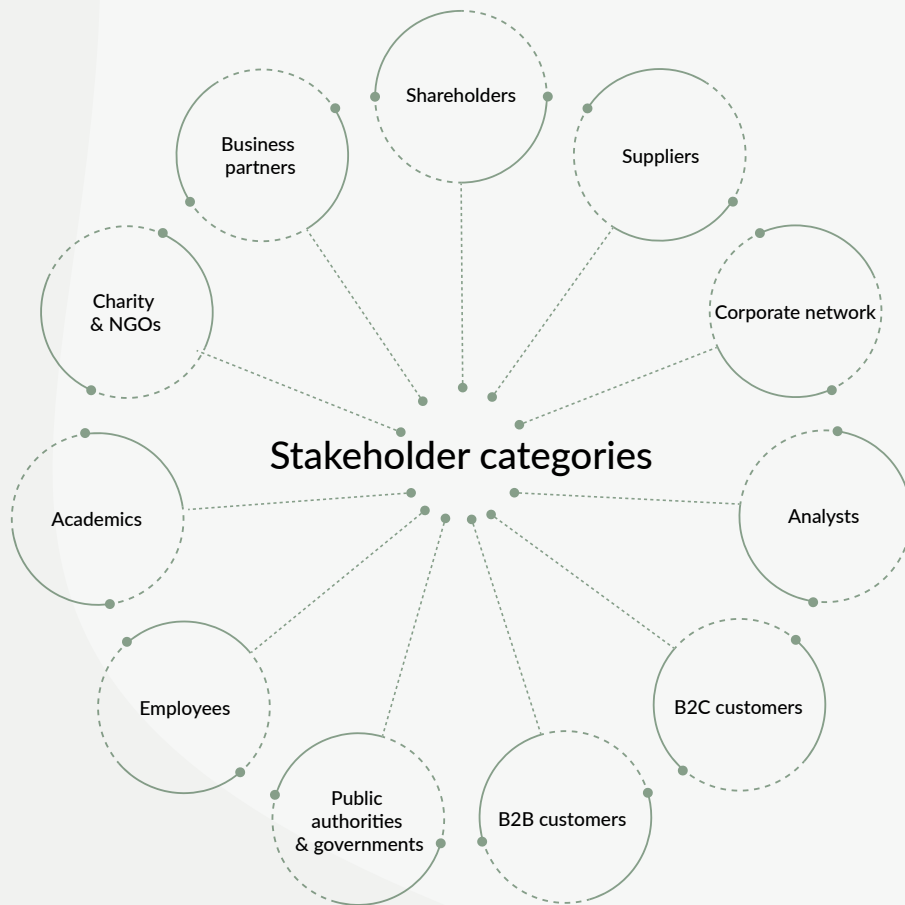 Shareholders
Business
partners
Suppliers
Charity
& NGOs
Corporate network
Stakeholder categories
Academics
Analysts
Employees
B2C customers
Public
authorities
& governments
B2B customers